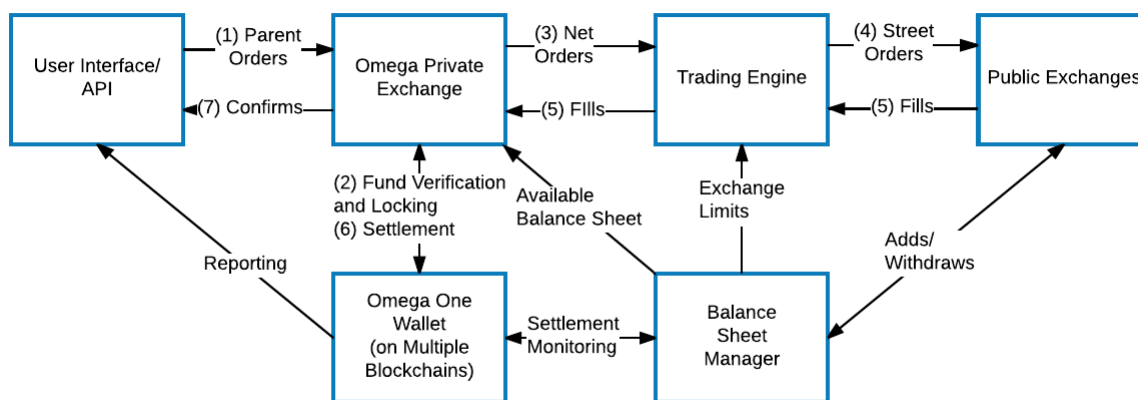 (1) Parent
Orders
(3) Net
Orders
(4) Street
Orders
User Interface/
API
Omega Private
Exchange
Trading Engine
Public Exchanges
(7) Confirms
(5) FIlls
(5) Fills
(2) Fund Verification
and Locking
(6) Settlement
Available
Balance Sheet
Exchange
Limits
Adds/
Withdraws
Reporting
Omega One
Wallet
(on Multiple
Blockchains)
Settlement
Monitoring
Balance
Sheet
Manager